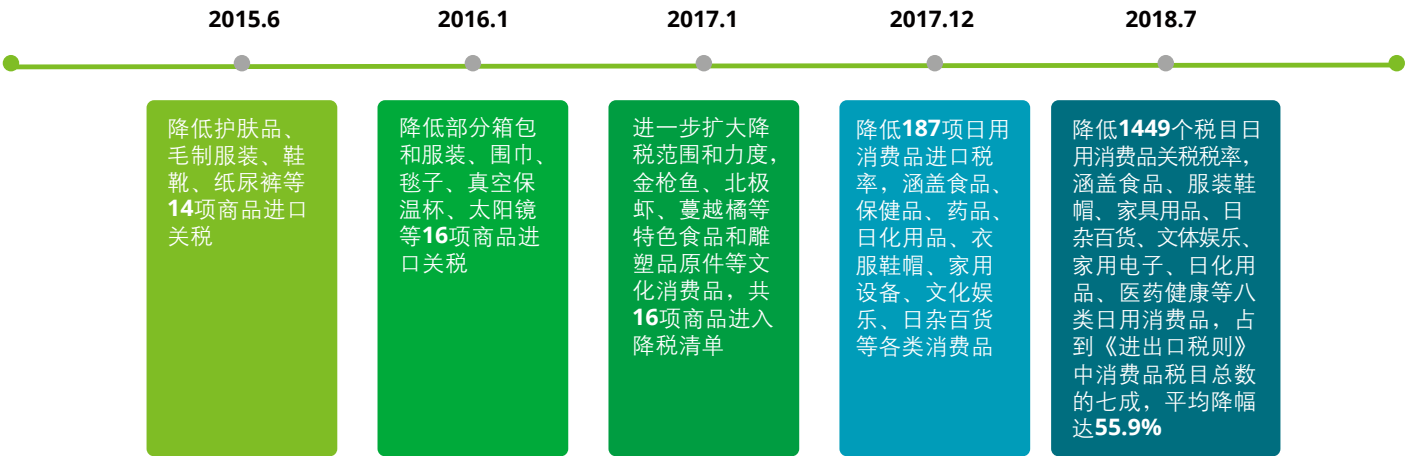 2015.6
2016.1
2017.1
2017.12
2018.7
降低护肤品、
毛制服装、鞋
靴、纸尿裤等
14项商品进口
关税
降低部分箱包
和服装、围巾、
毯子、真空保
温杯、太阳镜
等16项商品进
口关税
进一步扩大降
税范围和力度，
金枪鱼、北极
虾、蔓越橘等
特色食品和雕
塑品原件等文
化消费品，共
16项商品进入
降税清单
降低187项日用
消费品进口税
率，涵盖食品、
保健品、药品、
日化用品、衣
服鞋帽、家用
设备、文化娱
乐、日杂百货
等各类消费品
降低1449个税目日
用消费品关税税率，
涵盖食品、服装鞋
帽、家具用品、日
杂百货、文体娱乐、
家用电子、日化用
品、医药健康等八
类日用消费品，占
到《进出口税则》
中消费品税目总数
的七成，平均降幅
达55.9%